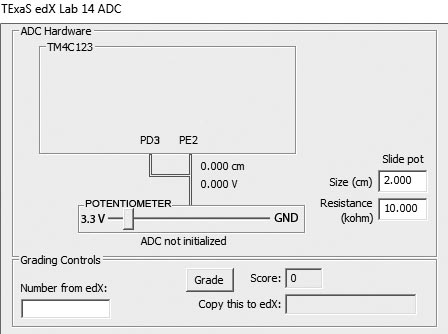 TExaS edX Lab 14 ADC
ADC Hardware
TM4C123
PD3 PE2
0.000 cm
0.000 V
Slide pot
Size (cm) 2.000
Resistance (kohm) 10.000
POTENTIOMETER
3.3 V GND
ADC not initialized
Grading Controls
Number from edX:
Grade Score: 0
Copy this to edX: